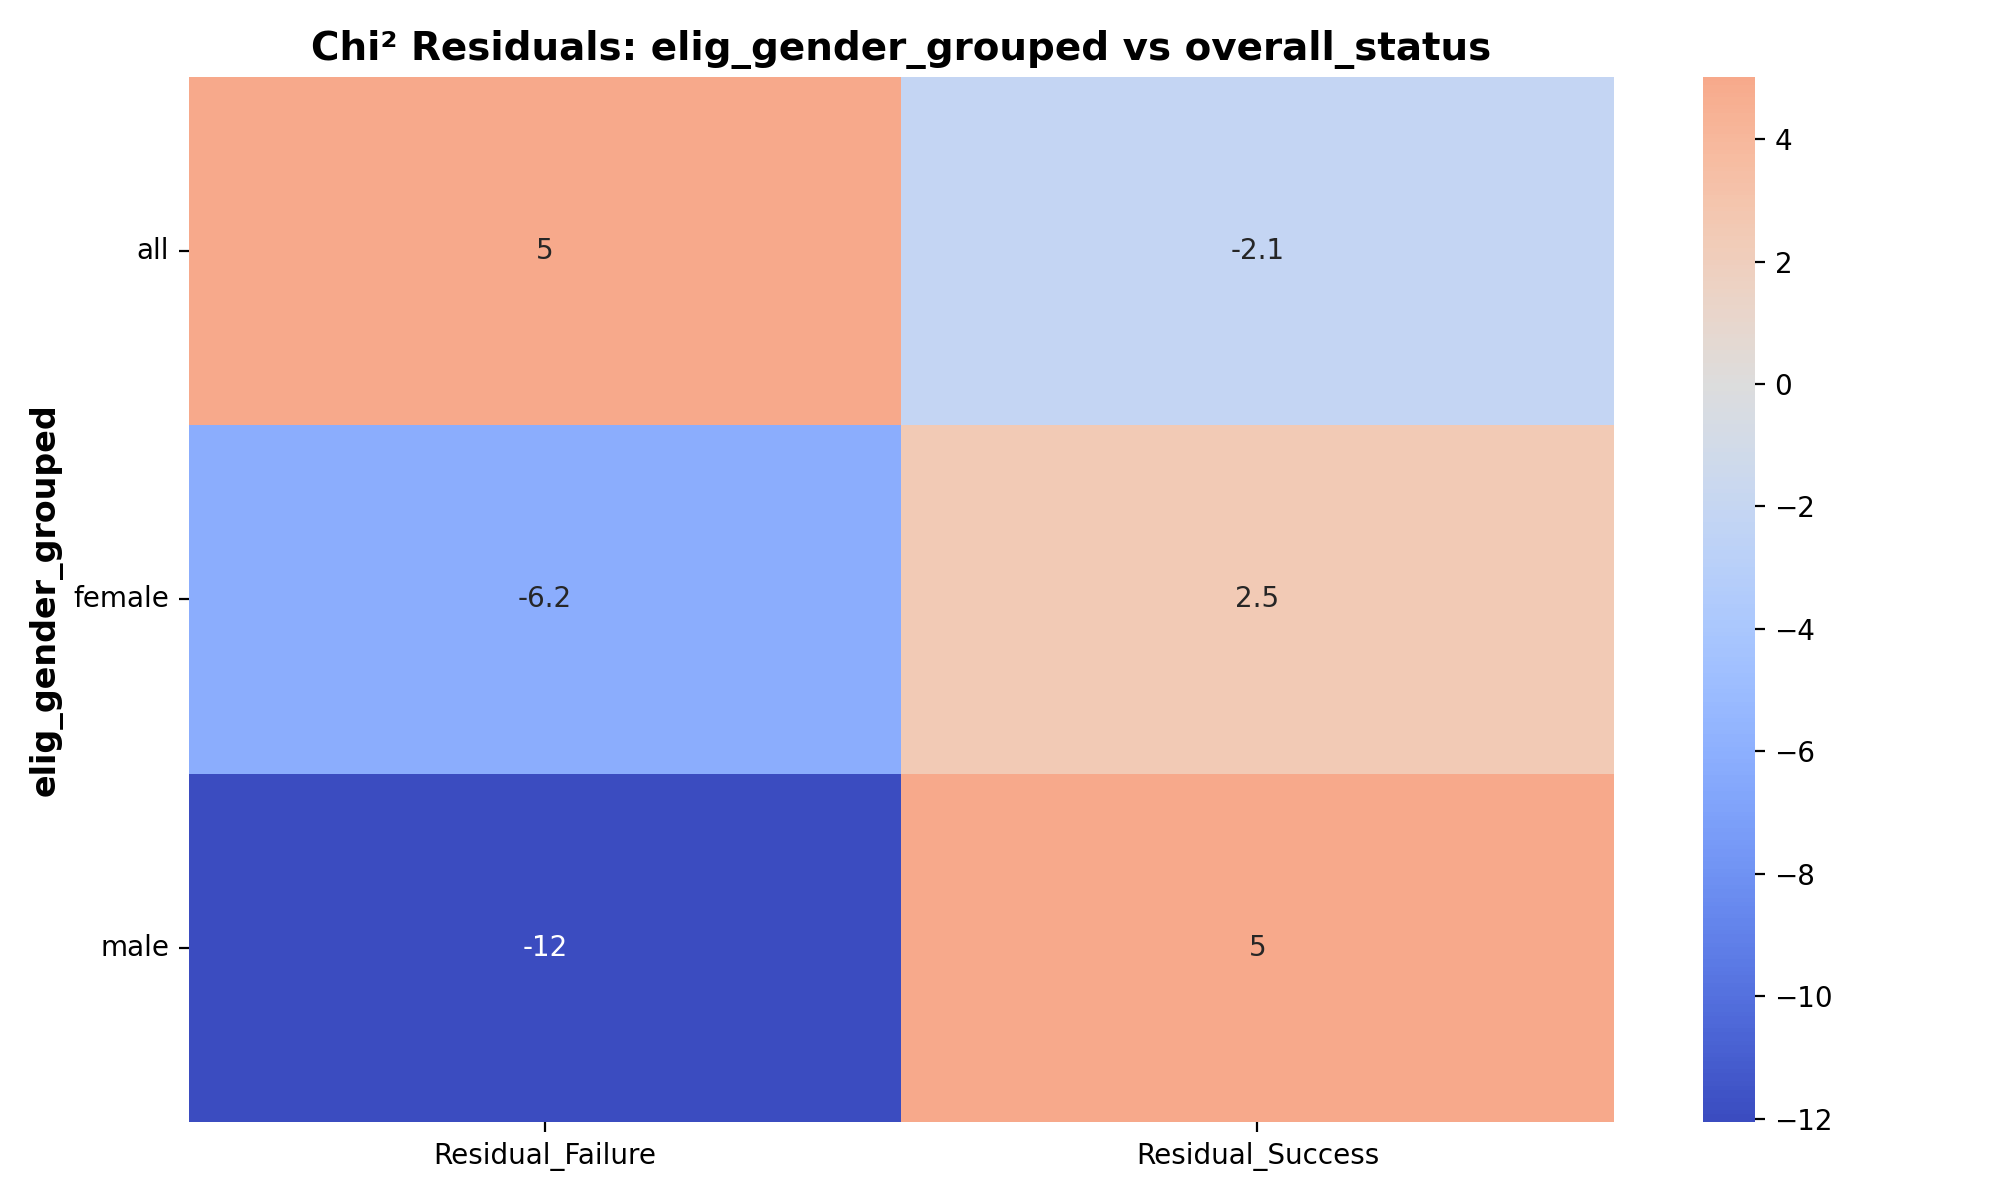 Chi² Residuals: elig_gender_grouped vs overall_status
elig_gender_grouped
all
female
male
5
-2.1
-6.2
2.5
-12
5
Residual_Failure
Residual_Success
4
2
0
−2
−4
−6
−8
−10
−12